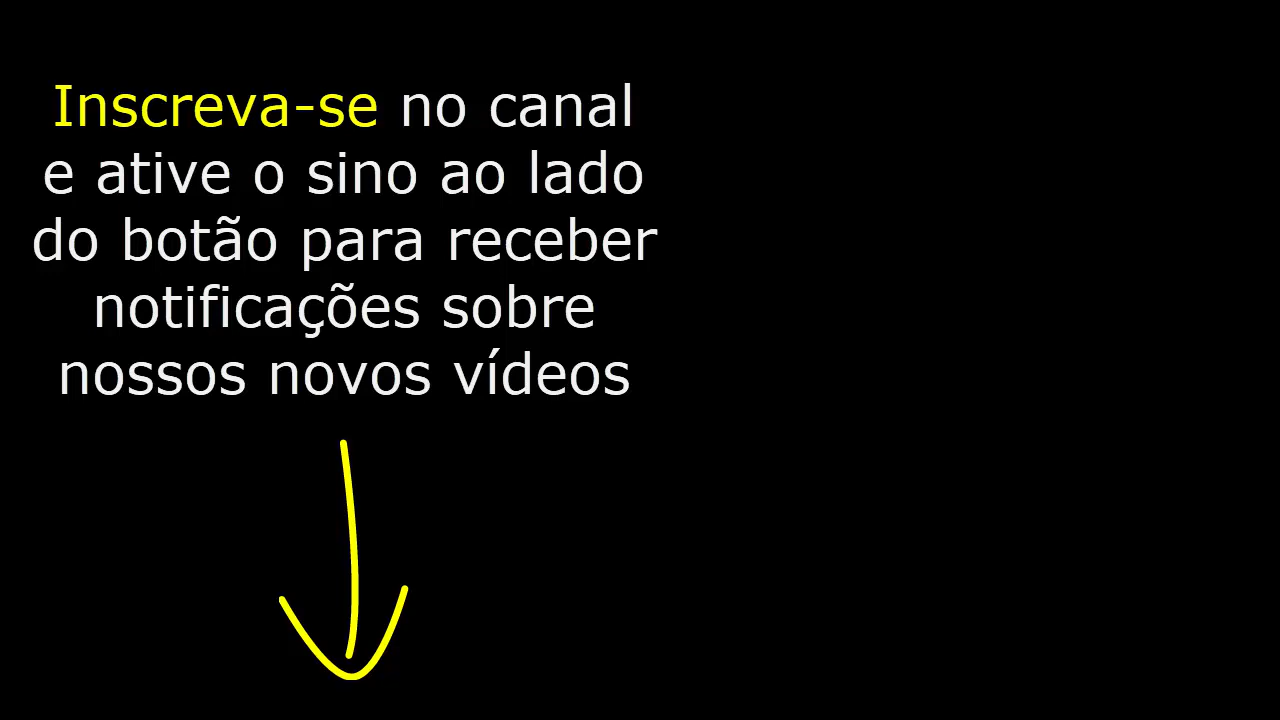 Inscreva-se no canal
e ative o sino ao lado
do botão para receber
notificações sobre
nossos novos vídeos